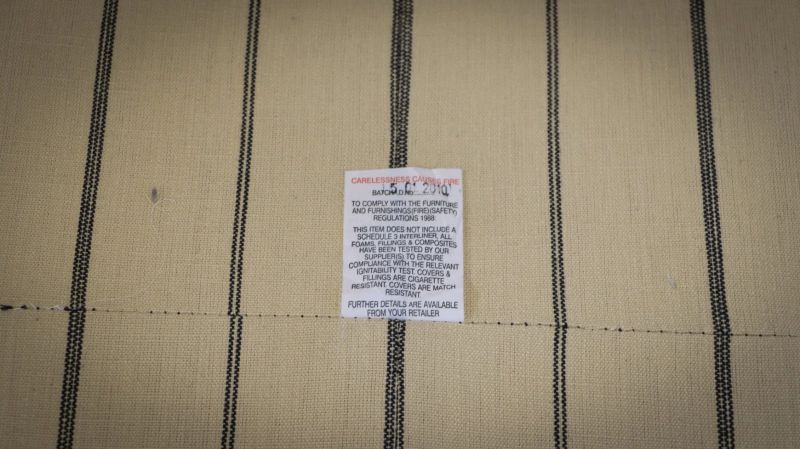 CARELESSNESS CAUSES FIRE
BATCH I.D No 15 01 2010
TO COMPLY WITH THE FURNITURE
AND FURNISHINGS(FIRE)(SAFETY)
REGULATIONS 1988:
THIS ITEM DOES NOT INCLUDE A
SCHEDULE 3 INTERLINER, ALL
FOAMS, FILLINGS & COMPOSITES
HAVE BEEN TESTED BY OUR
SUPPLIER(S) TO ENSURE
COMPLIANCE WITH THE RELEVANT
IGNITABILITY TEST. COVERS &
FILLINGS ARE CIGARETTE
RESISTANT. COVERS ARE MATCH
RESISTANT
FURTHER DETAILS ARE AVAILABLE
FROM YOUR RETAILER